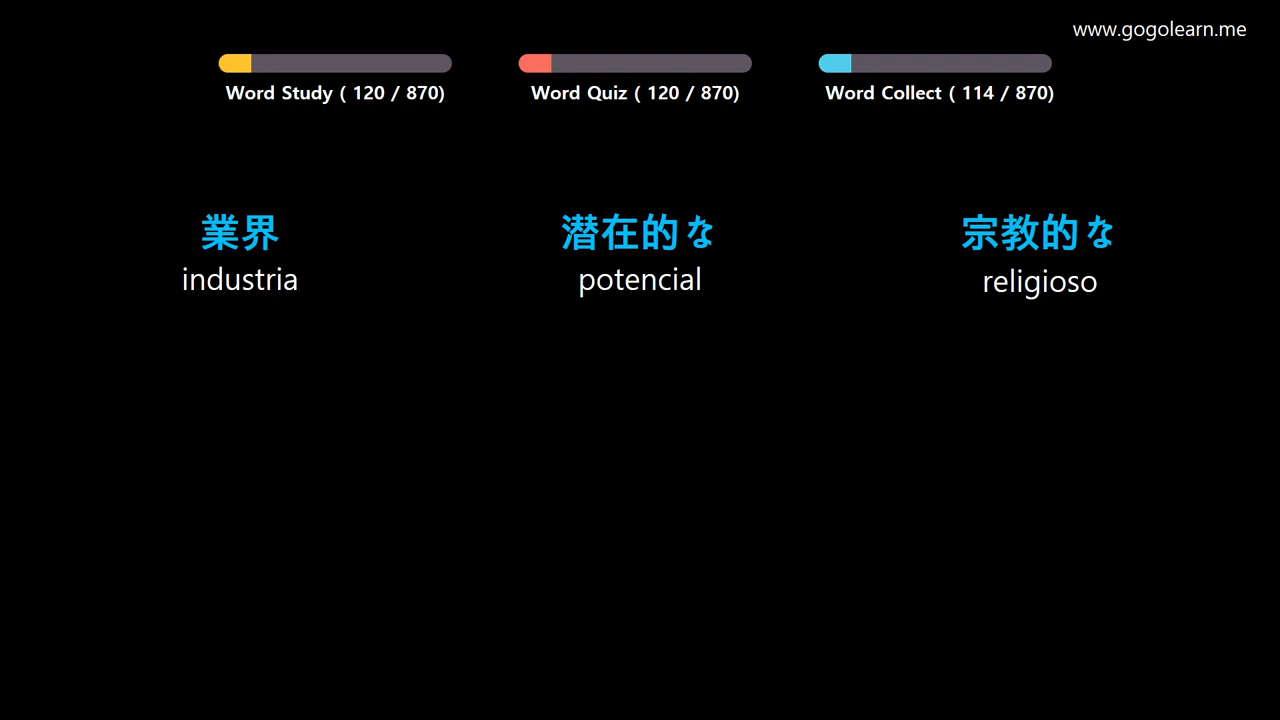 www.gogolearn.me
Word Study ( 120 / 870)
Word Quiz ( 120 / 870)
Word Collect ( 114 / 870)
業界
industria
潜在的な
potencial
宗教的な
religioso